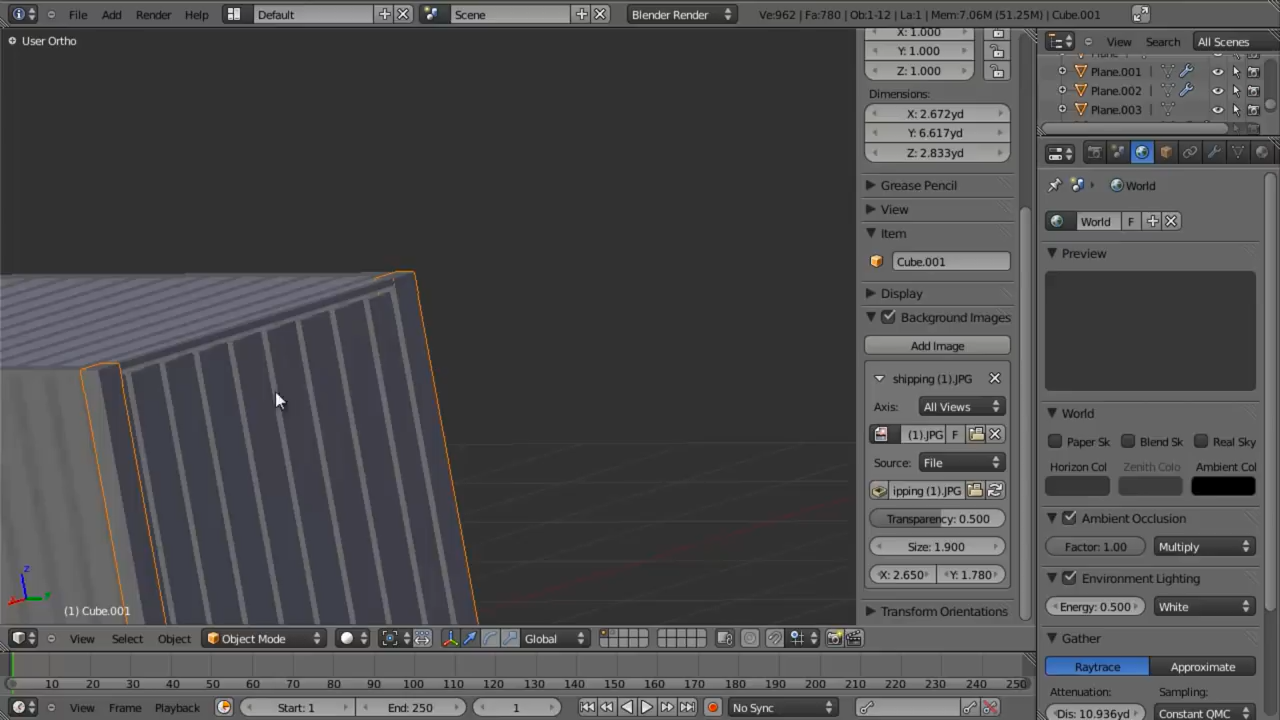 File Add Render Help Default Scene Blender Render Ve:962 | Fa:780 | Ob:1-12 | La:1 | Mem:7.06M (51.25M) | Cube.001
User Ortho
X: 1.000
Y: 1.000
Z: 1.000
Dimensions:
X: 2.672yd
Y: 6.617yd
Z: 2.833yd
Grease Pencil
View
Item
Cube.001
Display
Background Images
Add Image
shipping (1).JPG
Axis: All Views
(1).JPG F
Source: File
ipping (1).JPG
Transparency: 0.500
Size: 1.900
X: 2.650 Y: 1.780
Transform Orientations
View Search All Scenes
Plane.001
Plane.002
Plane.003
World
World F
Preview
World
Paper Sk Blend Sk Real Sky
Horizon Col Zenith Colo Ambient Col
Ambient Occlusion
Factor: 1.00 Multiply
Environment Lighting
Energy: 0.500 White
Gather
Raytrace Approximate
Attenuation: Sampling:
Dis: 10.936yd Constant QMC
z
(1) Cube.001
View Select Object Object Mode Global
10 20 30 40 50 60 70 80 90 100 110 120 130 140 150 160 170 180 190 200 210 220 230 240 250
View Frame Playback Start: 1 End: 250 1 No Sync